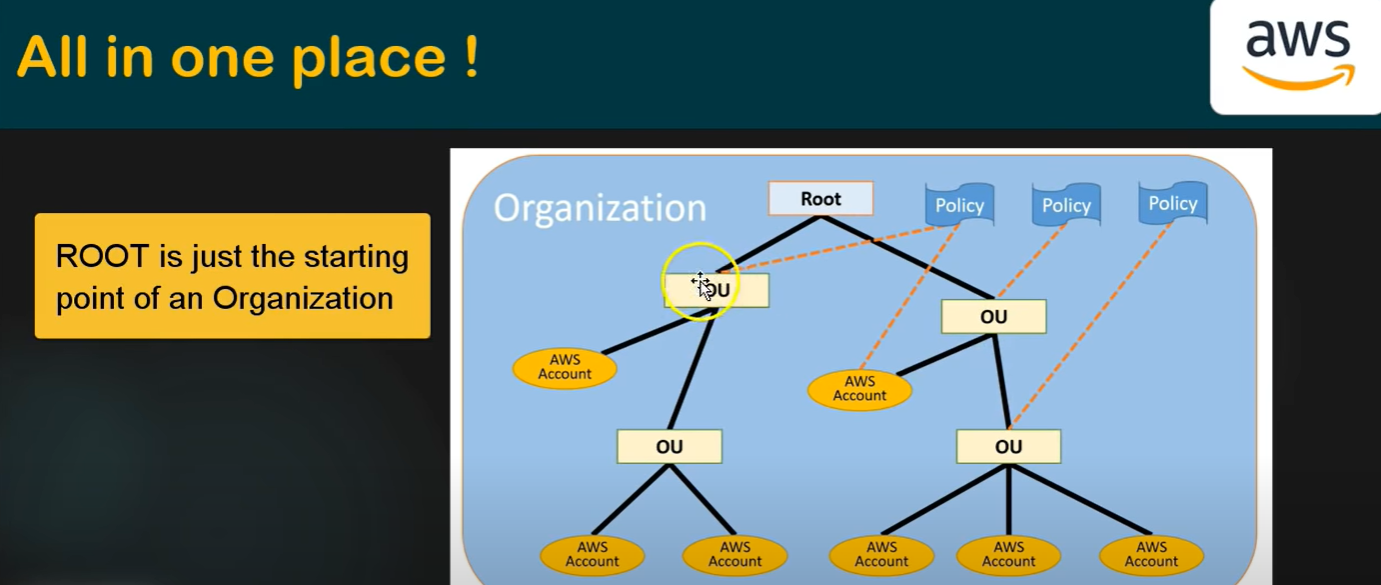 All in one place !
aws
ROOT is just the starting
point of an Organization
Organization
Root
Policy
Policy
Policy
OU
OU
AWS
Account
AWS
Account
OU
OU
AWS
Account
AWS
Account
AWS
Account
AWS
Account
AWS
Account